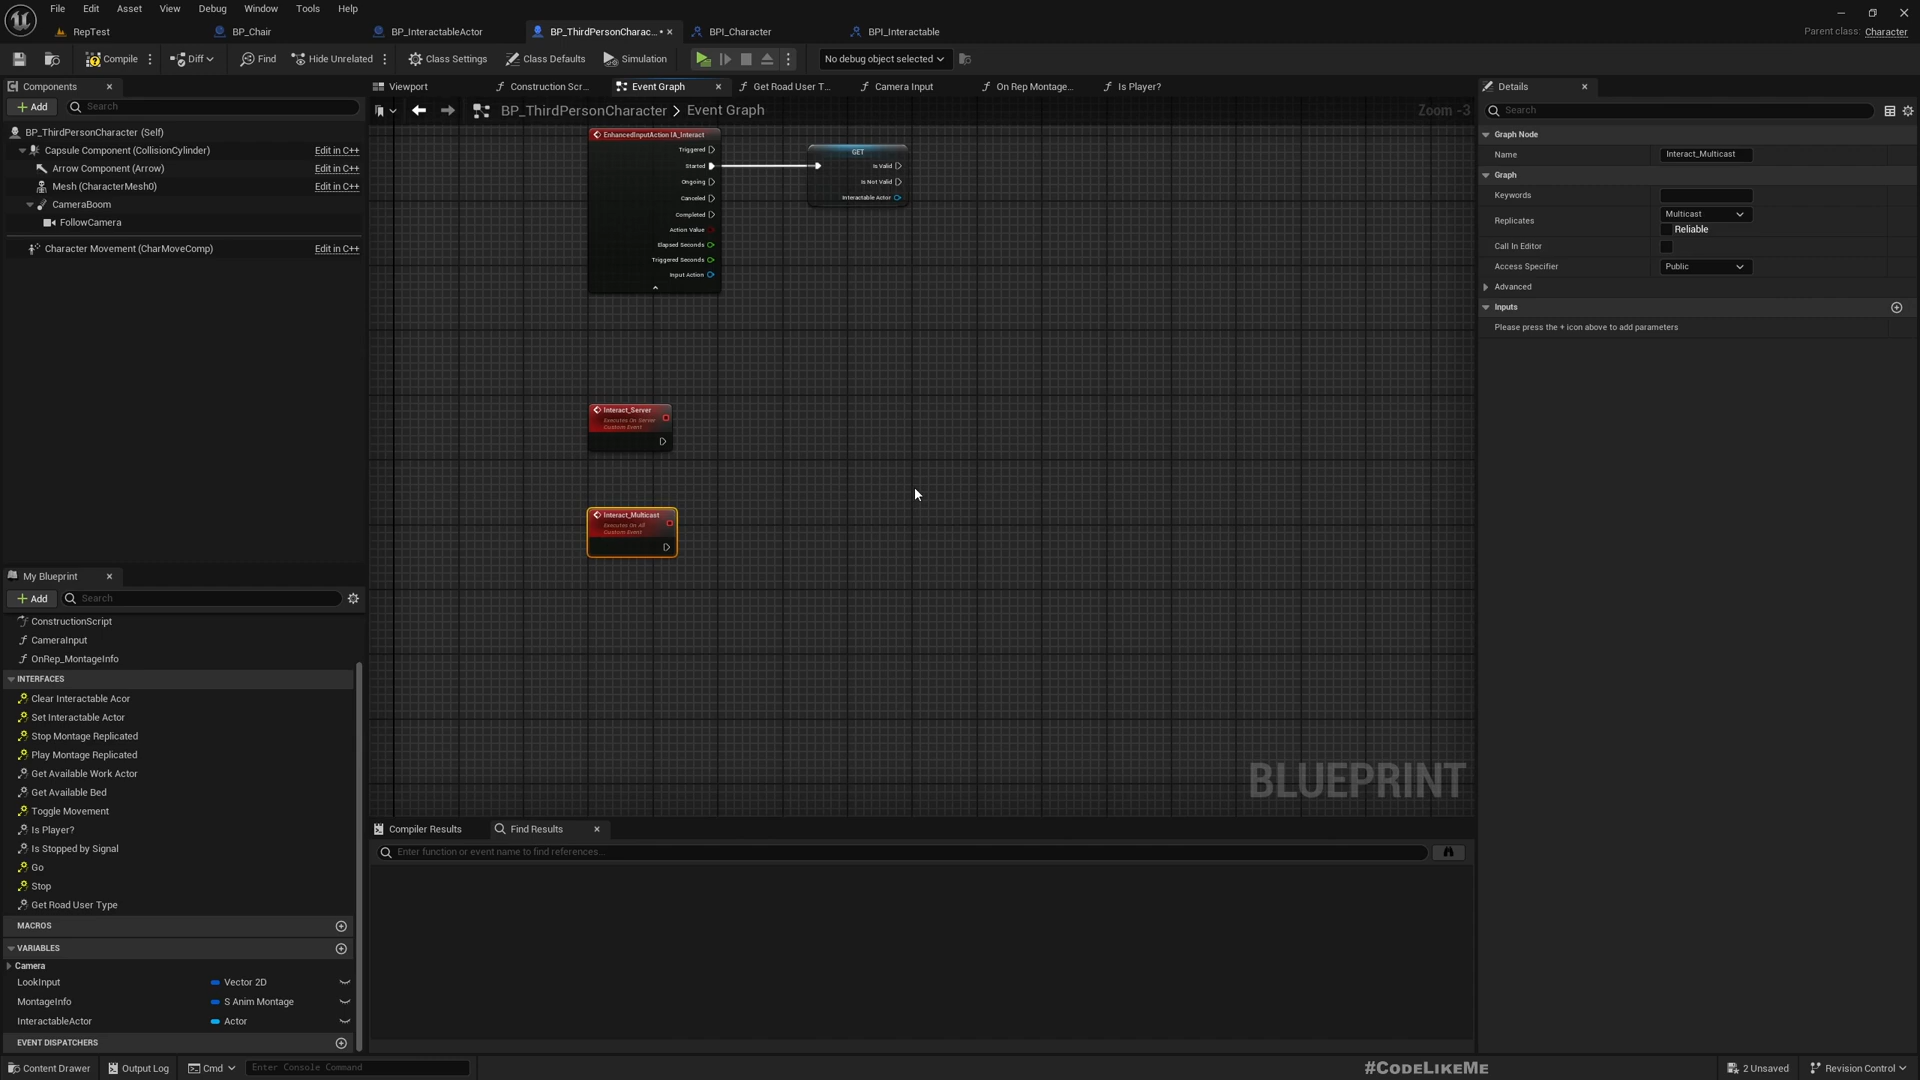 File Edit Asset View Debug Window Tools Help
RepTest BP_Chair BP_InteractableActor BP_ThirdPersonCharac... • BPI_Character BPI_Interactable Parent class: Character
Compile Diff Find Hide Unrelated Class Settings Class Defaults Simulation No debug object selected
Components
Add Search
BP_ThirdPersonCharacter (Self)
Capsule Component (CollisionCylinder) Edit in C++
Arrow Component (Arrow) Edit in C++
Mesh (CharacterMesh0) Edit in C++
CameraBoom
FollowCamera
Character Movement (CharMoveComp) Edit in C++
My Blueprint
Add Search
ConstructionScript
CameraInput
OnRep_MontageInfo
INTERFACES
Clear Interactable Acor
Set Interactable Actor
Stop Montage Replicated
Play Montage Replicated
Get Available Work Actor
Get Available Bed
Toggle Movement
Is Player?
Is Stopped by Signal
Go
Stop
Get Road User Type
MACROS
VARIABLES
Camera
LookInput Vector 2D
MontageInfo S Anim Montage
InteractableActor Actor
EVENT DISPATCHERS
Viewport Construction Scr... Event Graph Get Road User T... Camera Input On Rep Montage... Is Player?
BP_ThirdPersonCharacter > Event Graph Zoom -3
EnhancedInputAction IA_Interact
Triggered
Started
Ongoing
Canceled
Completed
Action Value
Elapsed Seconds
Triggered Seconds
Input Action
GET
Is Valid
Is Not Valid
Interactable Actor
Interact_Server
Executes On Server
Custom Event
Interact_Multicast
Executes On All
Custom Event
BLUEPRINT
Compiler Results Find Results
Enter function or event name to find references...
Details
Search
Graph Node
Name Interact_Multicast
Graph
Keywords
Replicates Multicast
Reliable
Call In Editor
Access Specifier Public
Advanced
Inputs
Please press the + icon above to add parameters
Content Drawer Output Log Cmd Enter Console Command #CODELIKEME 2 Unsaved Revision Control